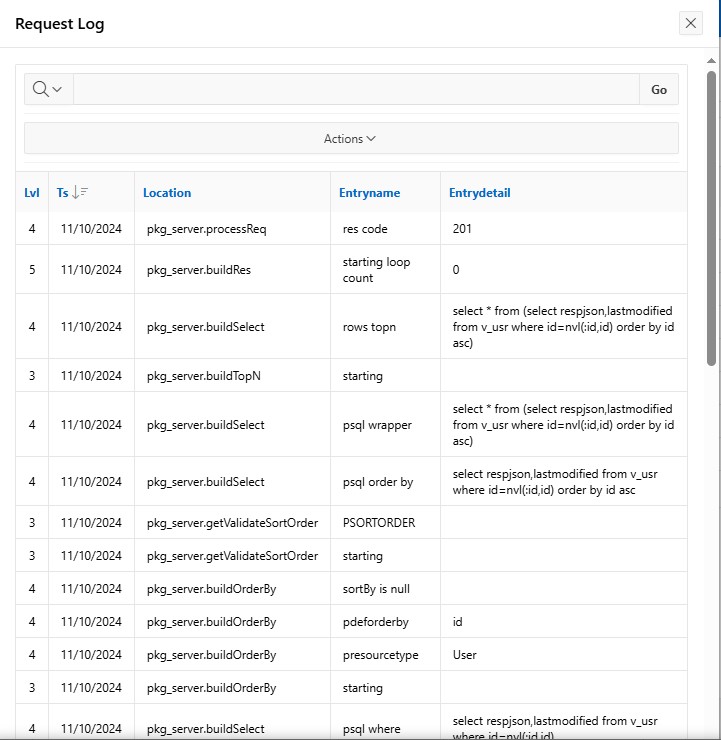 Request Log
Go
Actions
Lvl Ts Location Entryname Entrydetail
4 11/10/2024 pkg_server.processReq res code 201
5 11/10/2024 pkg_server.buildRes starting loop count 0
4 11/10/2024 pkg_server.buildSelect rows topn select * from (select respjson,lastmodified
from v_usr where id=nvl(:id,id) order by id
asc)
3 11/10/2024 pkg_server.buildTopN starting
4 11/10/2024 pkg_server.buildSelect psql wrapper select * from (select respjson,lastmodified
from v_usr where id=nvl(:id,id) order by id
asc)
4 11/10/2024 pkg_server.buildSelect psql order by select respjson,lastmodified from v_usr
where id=nvl(:id,id) order by id asc
3 11/10/2024 pkg_server.getValidateSortOrder PSORTORDER
3 11/10/2024 pkg_server.getValidateSortOrder starting
4 11/10/2024 pkg_server.buildOrderBy sortBy is null
4 11/10/2024 pkg_server.buildOrderBy pdeforderby id
4 11/10/2024 pkg_server.buildOrderBy presourcetype User
3 11/10/2024 pkg_server.buildOrderBy starting
4 11/10/2024 pkg_server.buildSelect psql where select respjson,lastmodified from v_usr
where id=nvl(:id,id)